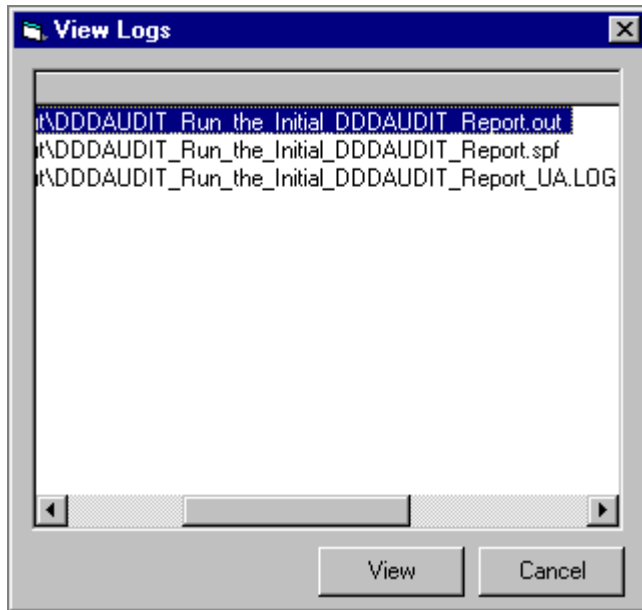 View Logs
t\DDDAUDIT_Run_the_Initial_DDDAUDIT_Report.out
t\DDDAUDIT_Run_the_Initial_DDDAUDIT_Report.spf
t\DDDAUDIT_Run_the_Initial_DDDAUDIT_Report_UA.LOG
View
Cancel